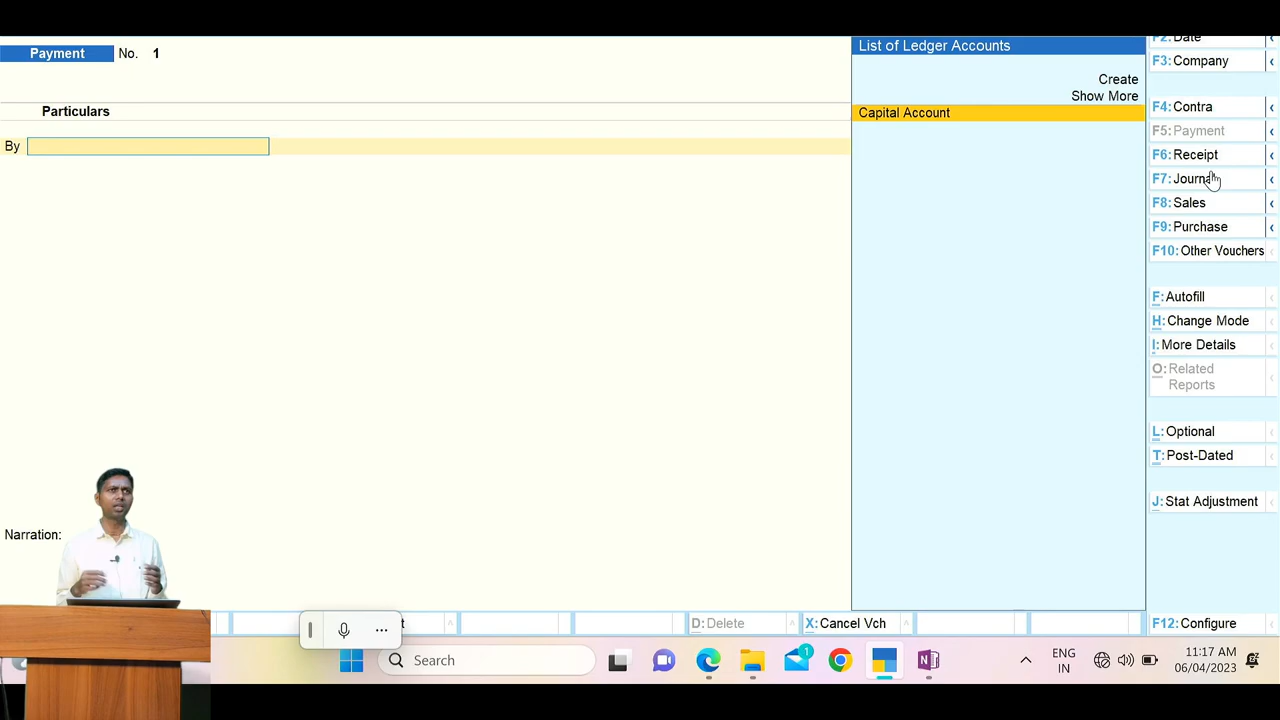 Payment No. 1
Particulars
By
Narration:
List of Ledger Accounts
Create
Show More
Capital Account
F2: Date
F3: Company
F4: Contra
F5: Payment
F6: Receipt
F7: Journal
F8: Sales
F9: Purchase
F10: Other Vouchers
F: Autofill
H: Change Mode
I: More Details
O: Related
Reports
L: Optional
T: Post-Dated
J: Stat Adjustment
D: Delete
X: Cancel Vch
F12: Configure
Search
1
ENG
IN
11:17 AM
06/04/2023